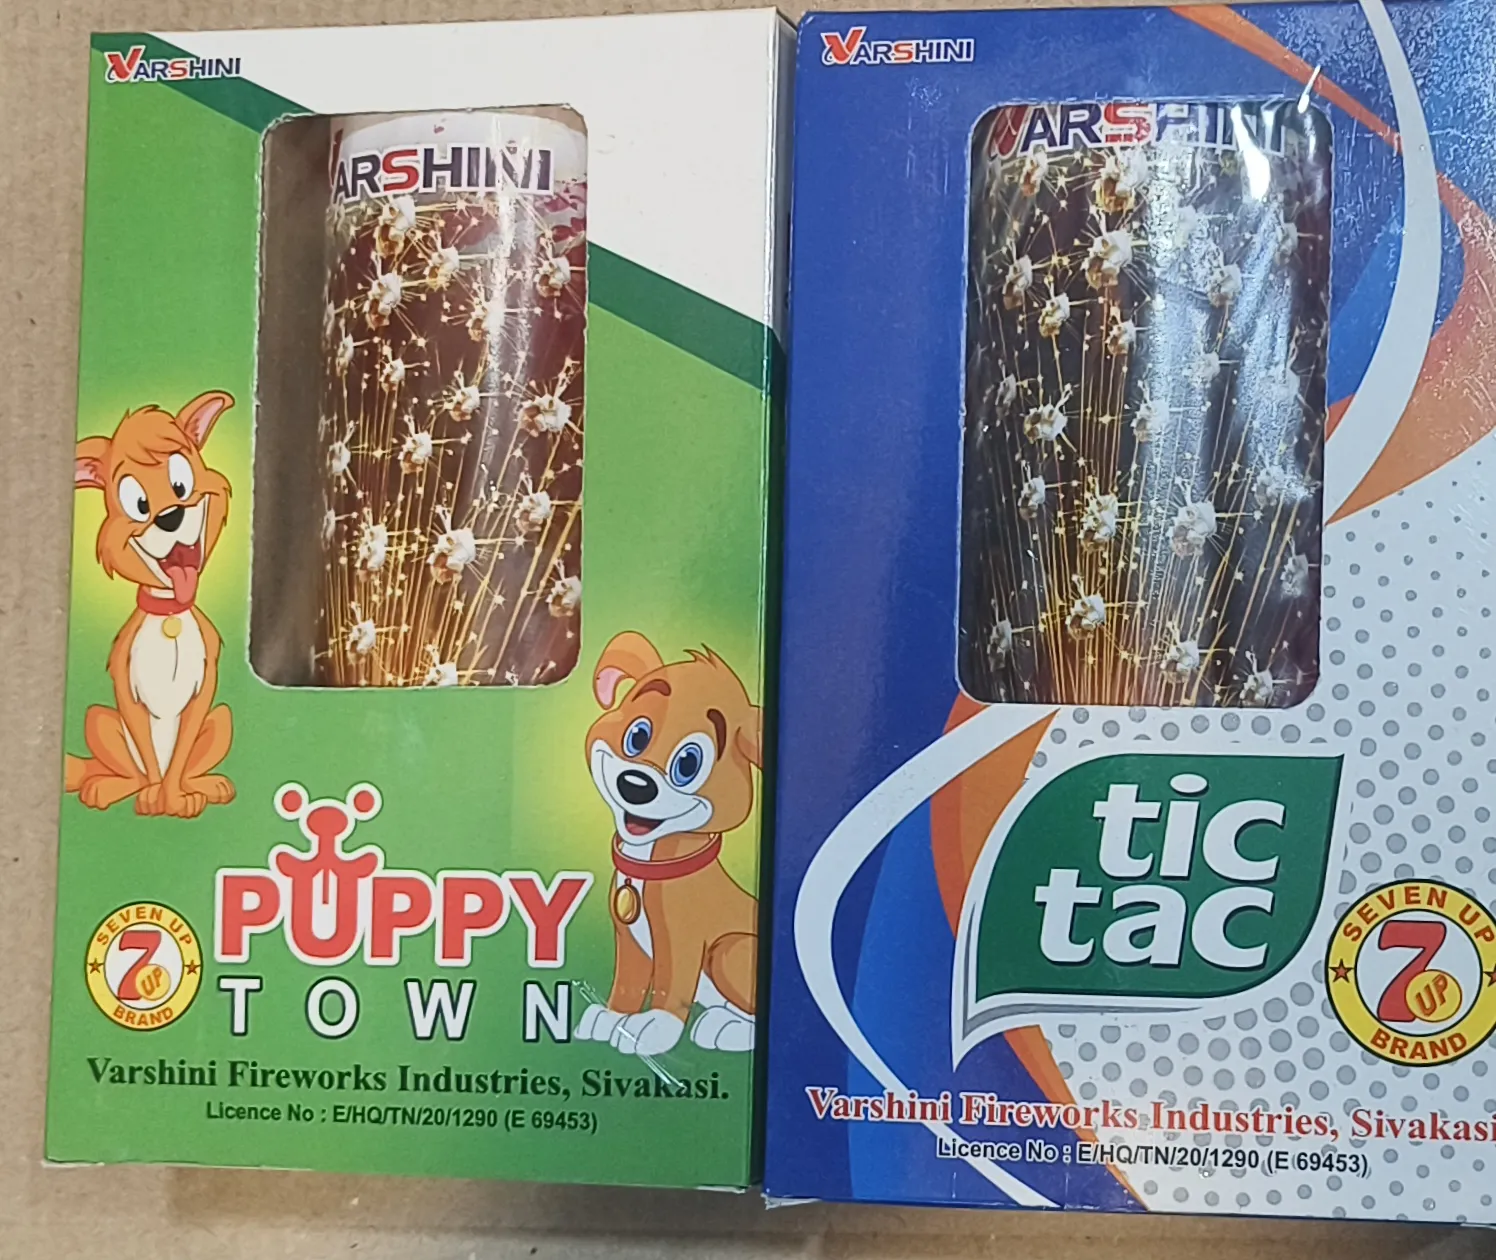 VARSHINI
ARSHINI
PUPPY
TOWN
SEVEN UP
7
UP
BRAND
Varshini Fireworks Industries, Sivakasi.
Licence No : E/HQ/TN/20/1290 (E 69453)
VARSHINI
VARSHINI
tic
tac
SEVEN UP
7
UP
BRAND
Varshini Fireworks Industries, Sivakasi
Licence No : E/HQ/TN/20/1290 (E 69453)